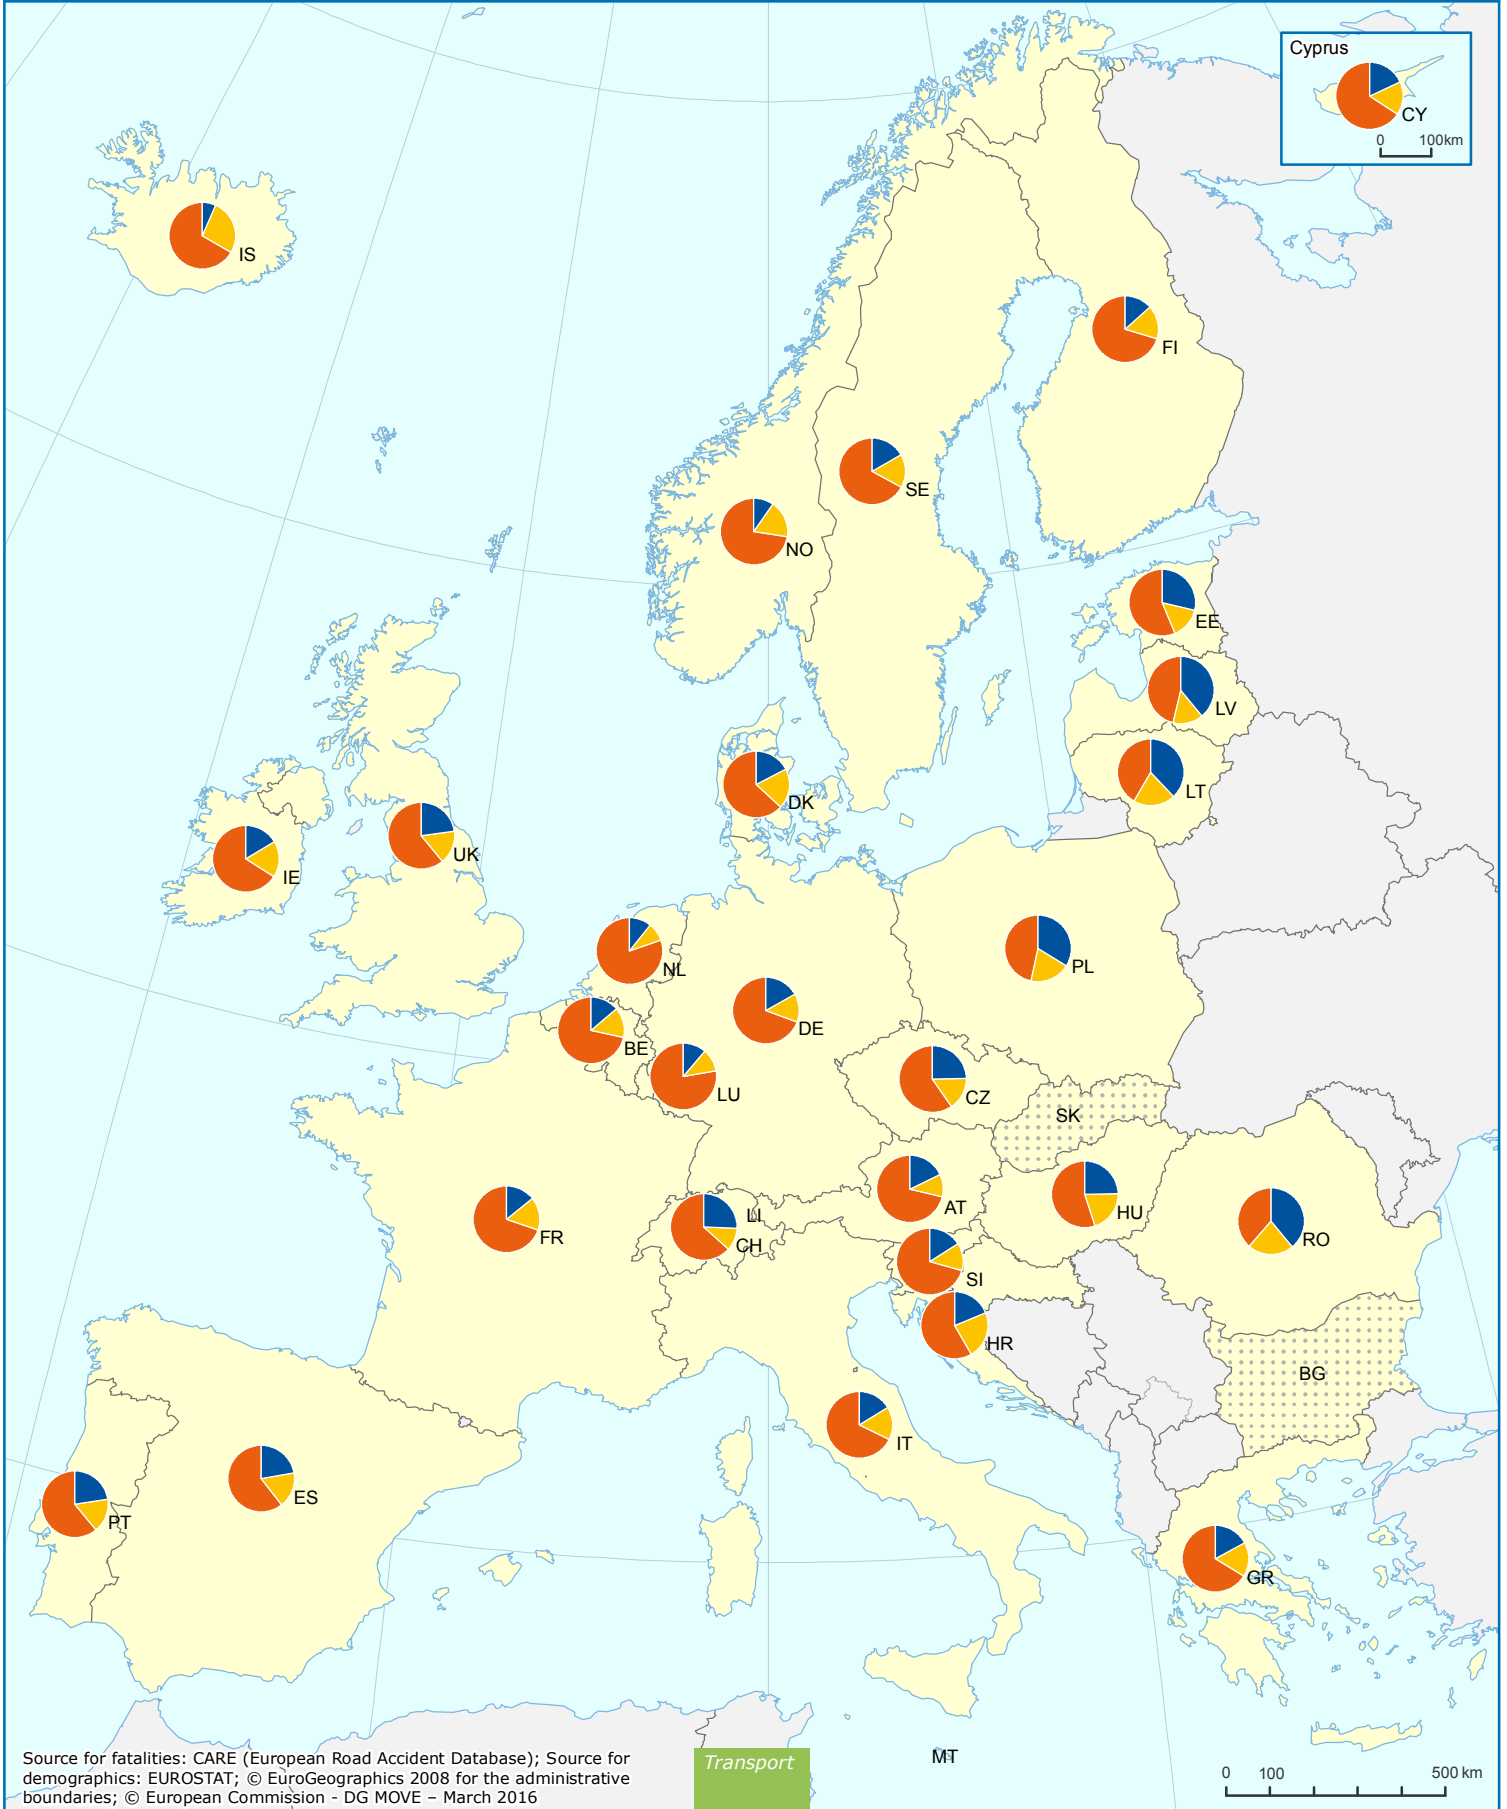 Cyprus
CY
0 100km
IS
FI
SE
NO
EE
LV
LT
DK
UK
IE
PL
NL
DE
BE
LU
CZ
SK
AT
HU
LI
CH
FR
RO
SI
HR
BG
IT
ES
PT
GR
MT
Source for fatalities: CARE (European Road Accident Database); Source for
demographics: EUROSTAT; © EuroGeographics 2008 for the administrative
boundaries; © European Commission - DG MOVE – March 2016
Transport
0 100 500 km